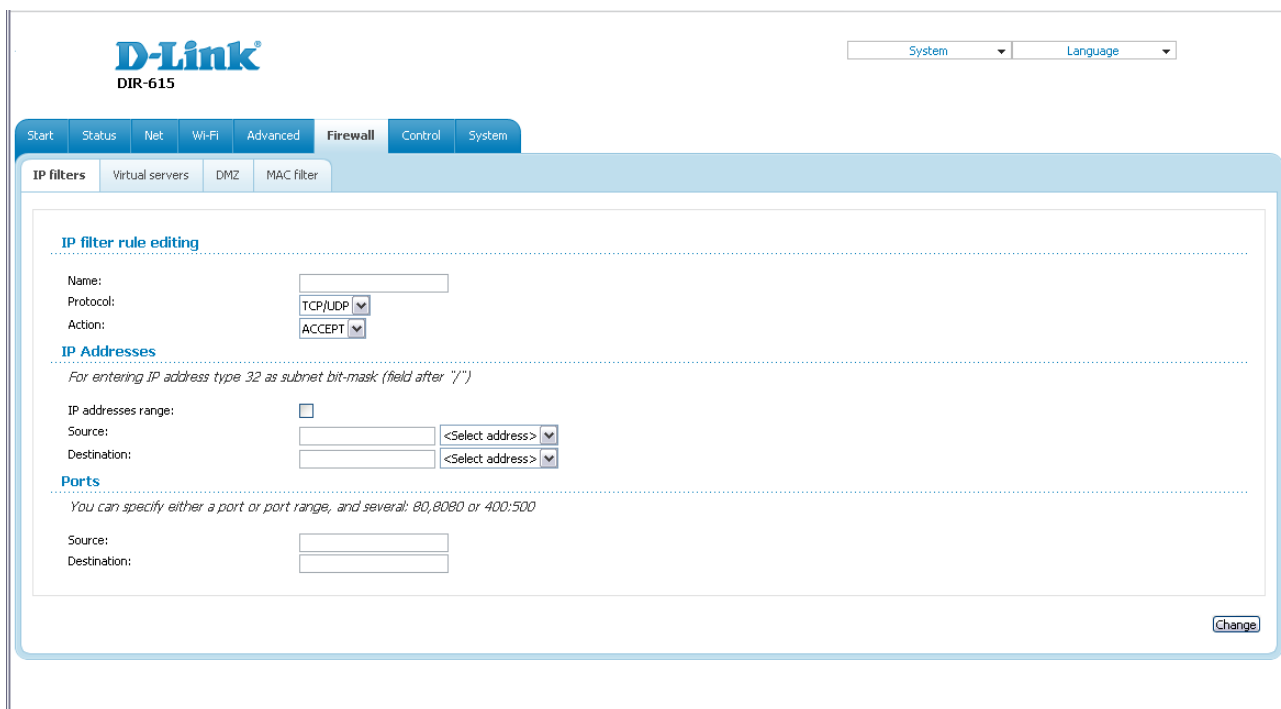 D-Link®
DIR-615
System
Language
Start Status Net Wi-Fi Advanced Firewall Control System
IP filters Virtual servers DMZ MAC filter
IP filter rule editing
Name:
Protocol: TCP/UDP
Action: ACCEPT
IP Addresses
For entering IP address type 32 as subnet bit-mask (field after "/")
IP addresses range:
Source: <Select address>
Destination: <Select address>
Ports
You can specify either a port or port range, and several: 80,8080 or 400:500
Source:
Destination:
Change